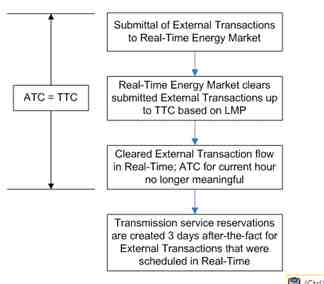 Submittal of External Transactions
to Real-Time Energy Market
Real-Time Energy Market clears
submitted External Transactions up
to TTC based on LMP
ATC = TTC
Cleared External Transaction flow
in Real-Time; ATC for current hour
no longer meaningful
Transmission service reservations
are created 3 days after-the-fact for
External Transactions that were
scheduled in Real-Time
(Ctrl)